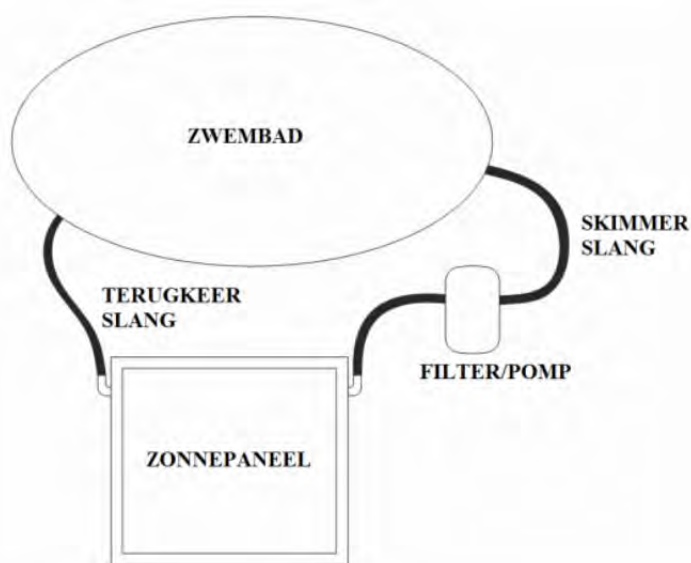 ZWEMBAD
SKIMMER
SLANG
TERUGKEER
SLANG
FILTER/POMP
ZONNEPANEEL